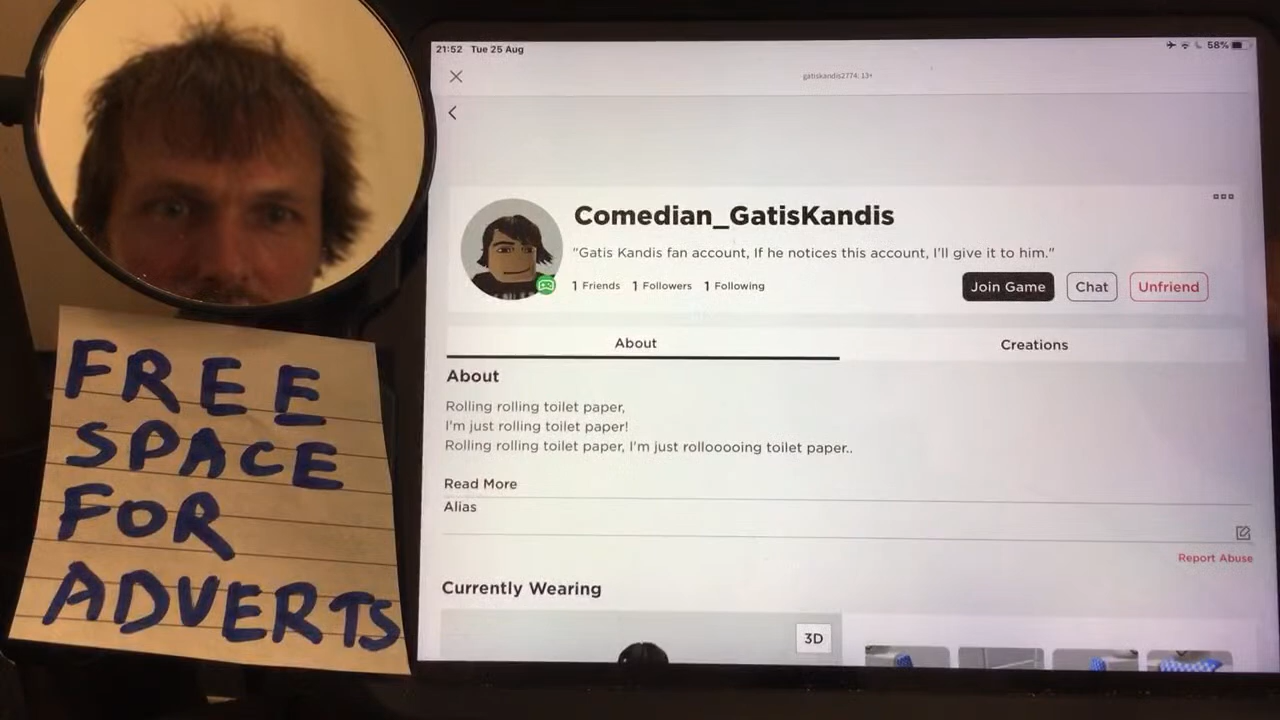 21:52 Tue 25 Aug
58%
gatiskandis2774: 13+
Comedian_GatisKandis
"Gatis Kandis fan account, If he notices this account, I'll give it to him."
1 Friends 1 Followers 1 Following
Join Game Chat Unfriend
About Creations
About
Rolling rolling toilet paper,
I'm just rolling toilet paper!
Rolling rolling toilet paper, I'm just rollooooing toilet paper..
Read More
Alias
Report Abuse
Currently Wearing
3D
FREE
SPACE
FOR
ADVERTS